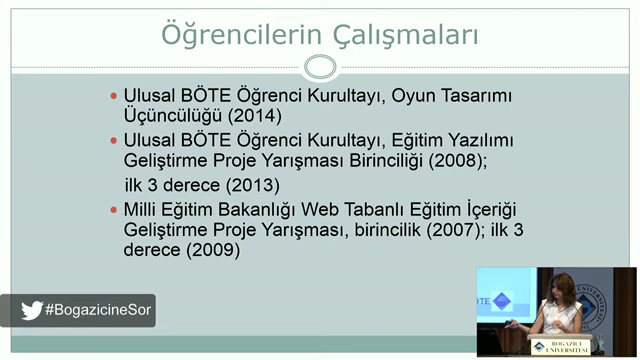 Öğrencilerin Çalışmaları
• Ulusal BÖTE Öğrenci Kurultayı, Oyun Tasarımı
Üçüncülüğü (2014)
• Ulusal BÖTE Öğrenci Kurultayı, Eğitim Yazılımı
Geliştirme Proje Yarışması Birinciliği (2008);
ilk 3 derece (2013)
• Milli Eğitim Bakanlığı Web Tabanlı Eğitim İçeriği
Geliştirme Proje Yarışması, birincilik (2007); ilk 3
derece (2009)
#BogazicineSor
BÖTE
BOĞAZİÇİ
ÜNİVERSİTESİ